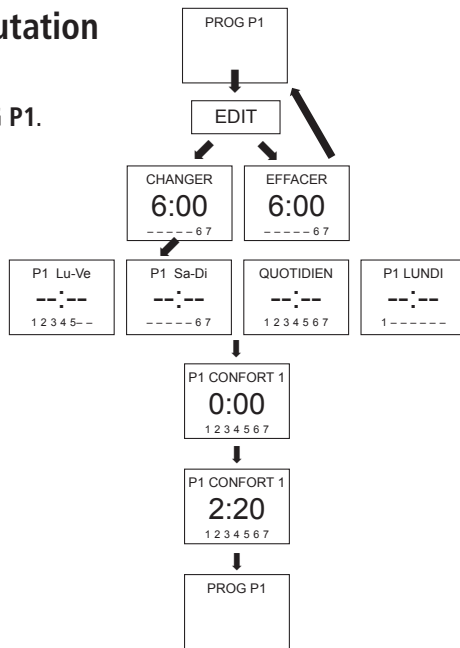 utation
PROG P1
P1.
EDIT
CHANGER
6:00
– – – – – 6 7
EFFACER
6:00
– – – – – 6 7
P1 Lu-Ve
--:--
1 2 3 4 5 – –
P1 Sa-Di
--:--
– – – – – 6 7
QUOTIDIEN
--:--
1 2 3 4 5 6 7
P1 LUNDI
--:--
1 – – – – – –
P1 CONFORT 1
0:00
1 2 3 4 5 6 7
P1 CONFORT 1
2:20
1 2 3 4 5 6 7
PROG P1